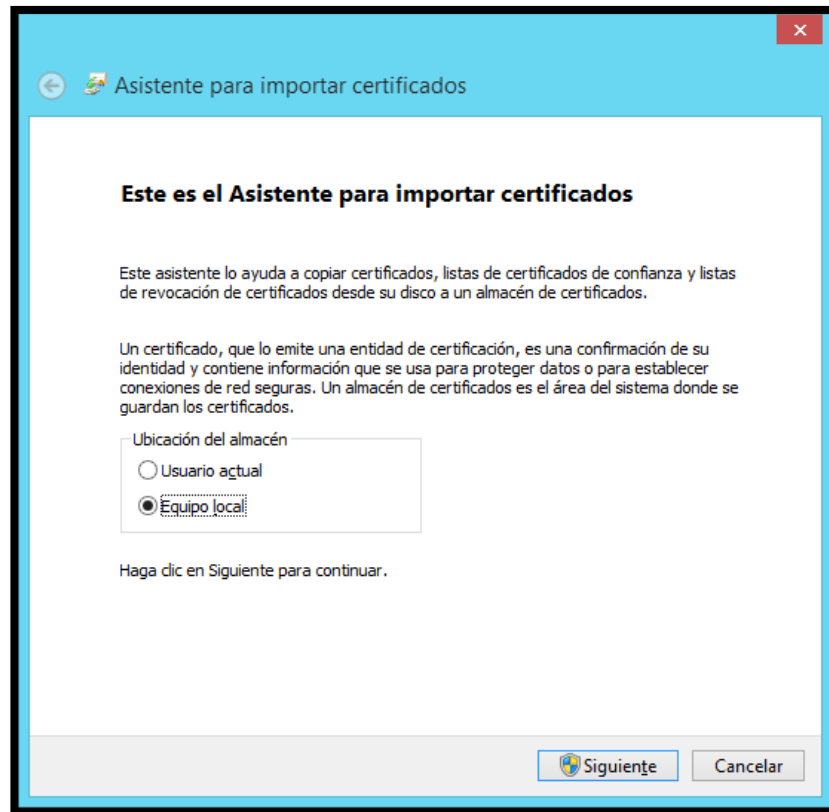 Asistente para importar certificados
Este es el Asistente para importar certificados
Este asistente lo ayuda a copiar certificados, listas de certificados de confianza y listas
de revocación de certificados desde su disco a un almacén de certificados.
Un certificado, que lo emite una entidad de certificación, es una confirmación de su
identidad y contiene información que se usa para proteger datos o para establecer
conexiones de red seguras. Un almacén de certificados es el área del sistema donde se
guardan los certificados.
Ubicación del almacén
Usuario actual
Equipo local
Haga clic en Siguiente para continuar.
Siguiente
Cancelar